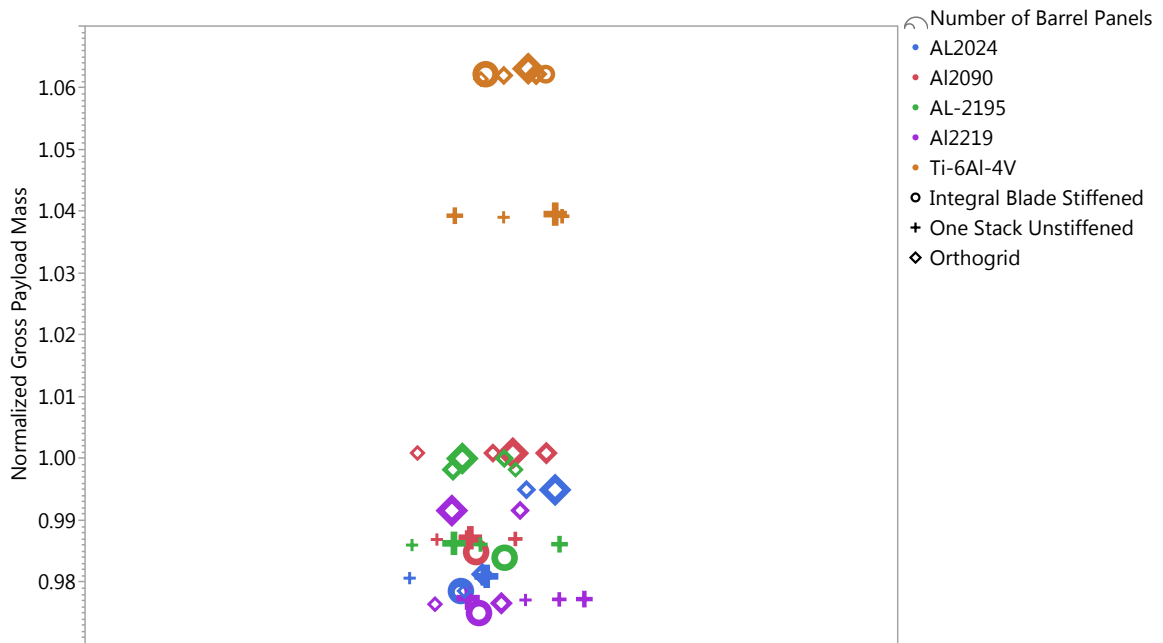 Normalized Gross Payload Mass
1.06
1.05
1.04
1.03
1.02
1.01
1.00
0.99
0.98
Number of Barrel Panels
AL2024
Al2090
AL-2195
Al2219
Ti-6Al-4V
Integral Blade Stiffened
One Stack Unstiffened
Orthogrid